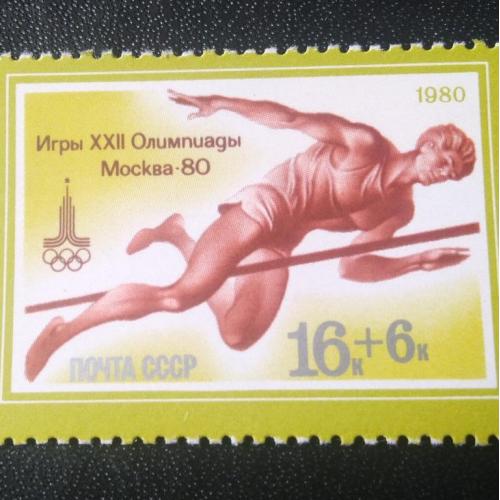 1980
Игры XXII Олимпиады
Москва-80
16к+6к
ПОЧТА СССР